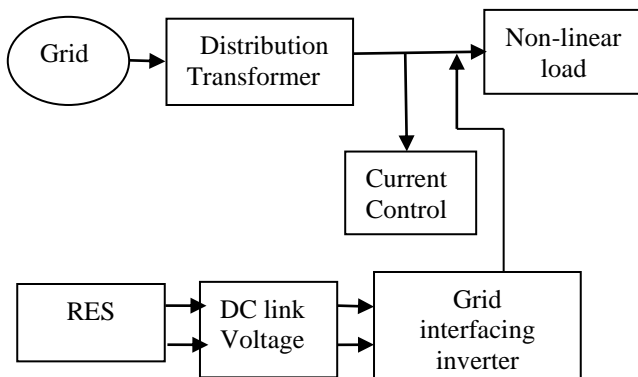 Grid
Distribution
Transformer
Non-linear
load
Current
Control
RES
DC link
Voltage
Grid
interfacing
inverter